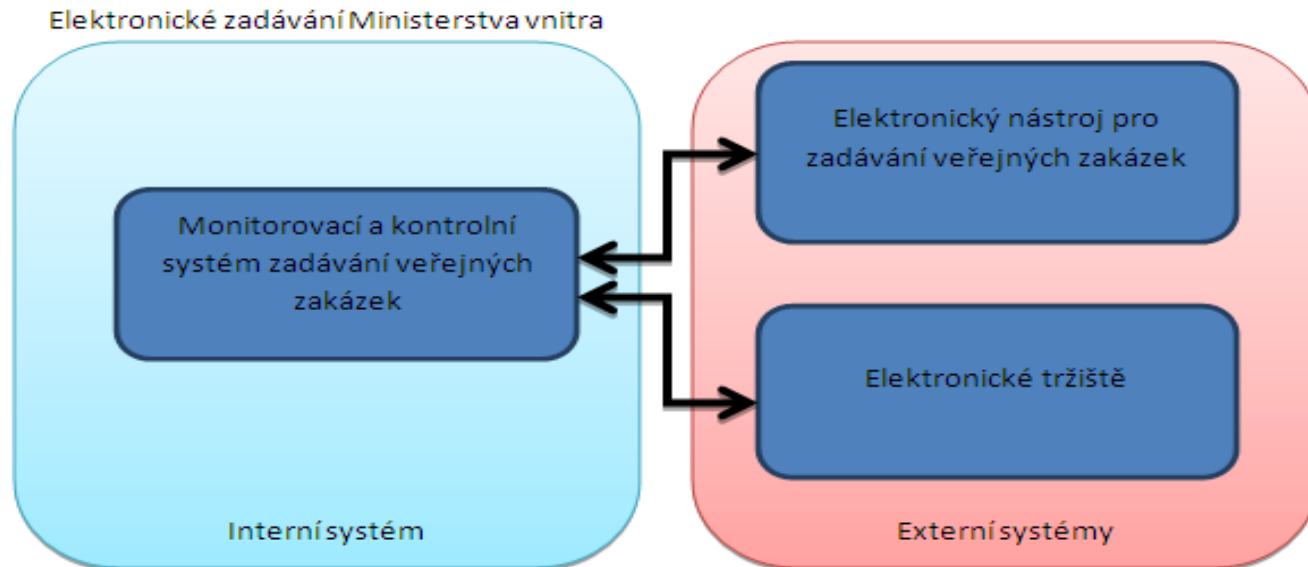 Elektronické zadávání Ministerstva vnitra
Monitorovací a kontrolní
systém zadávání veřejných
zakázek
Interní systém
Elektronický nástroj pro
zadávání veřejných zakázek
Elektronické tržiště
Externí systémy